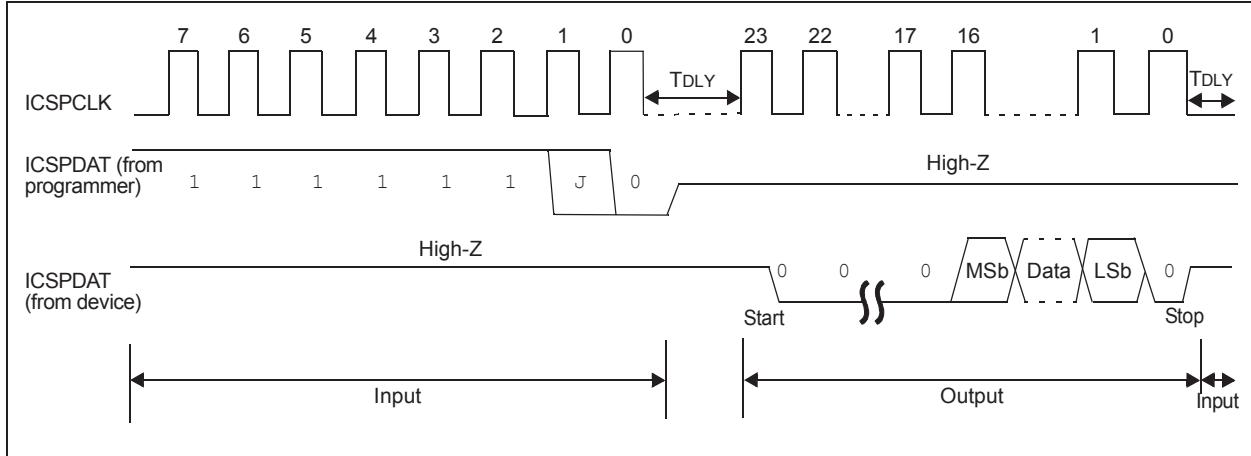 7 6 5 4 3 2 1 0 23 22 17 16 1 0
TDLY TDLY
ICSPCLK
ICSPDAT (from
programmer)
1 1 1 1 1 1 J 0
High-Z
High-Z
ICSPDAT
(from device)
0 0 0 MSb Data LSb 0
Start Stop
Input Output Input